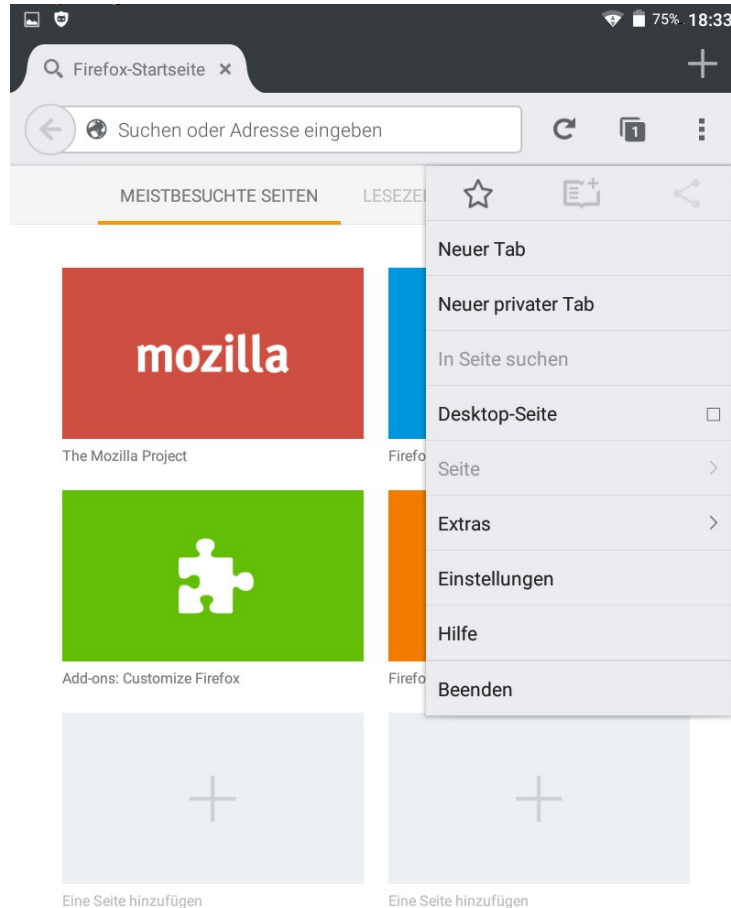 75% 18:33
Firefox-Startseite
Suchen oder Adresse eingeben
1
MEISTBESUCHTE SEITEN LESEZEI
Neuer Tab
Neuer privater Tab
In Seite suchen
Desktop-Seite
Seite
Extras
Einstellungen
Hilfe
Beenden
mozilla
The Mozilla Project Firefo
Add-ons: Customize Firefox Firefo
Eine Seite hinzufügen Eine Seite hinzufügen